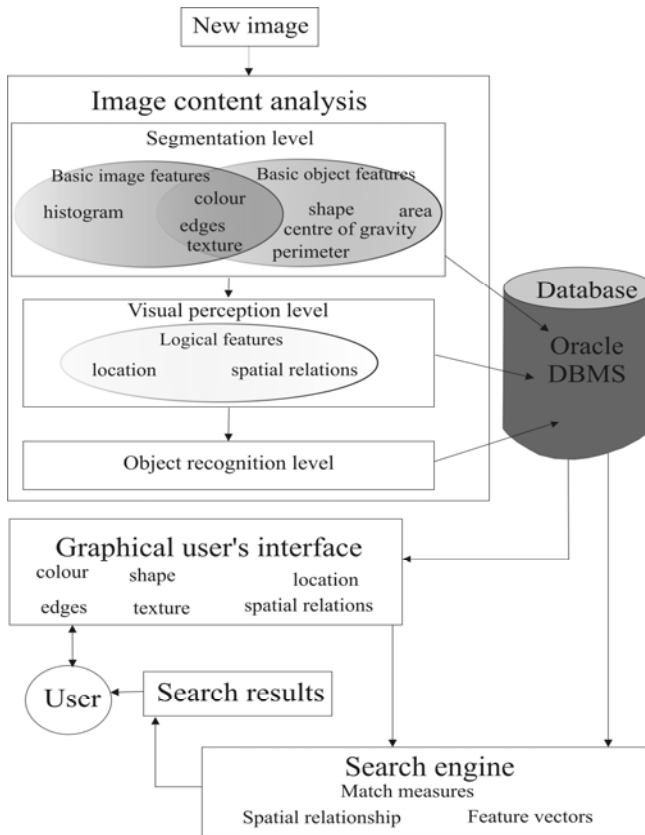 New image
Image content analysis
Segmentation level
Basic image features
Basic object features
histogram
colour
edges
texture
shape
area
centre of gravity
perimeter
Visual perception level
Logical features
location
spatial relations
Object recognition level
Database
Oracle
DBMS
Graphical user's interface
colour
shape
location
edges
texture
spatial relations
User
Search results
Search engine
Match measures
Spatial relationship
Feature vectors